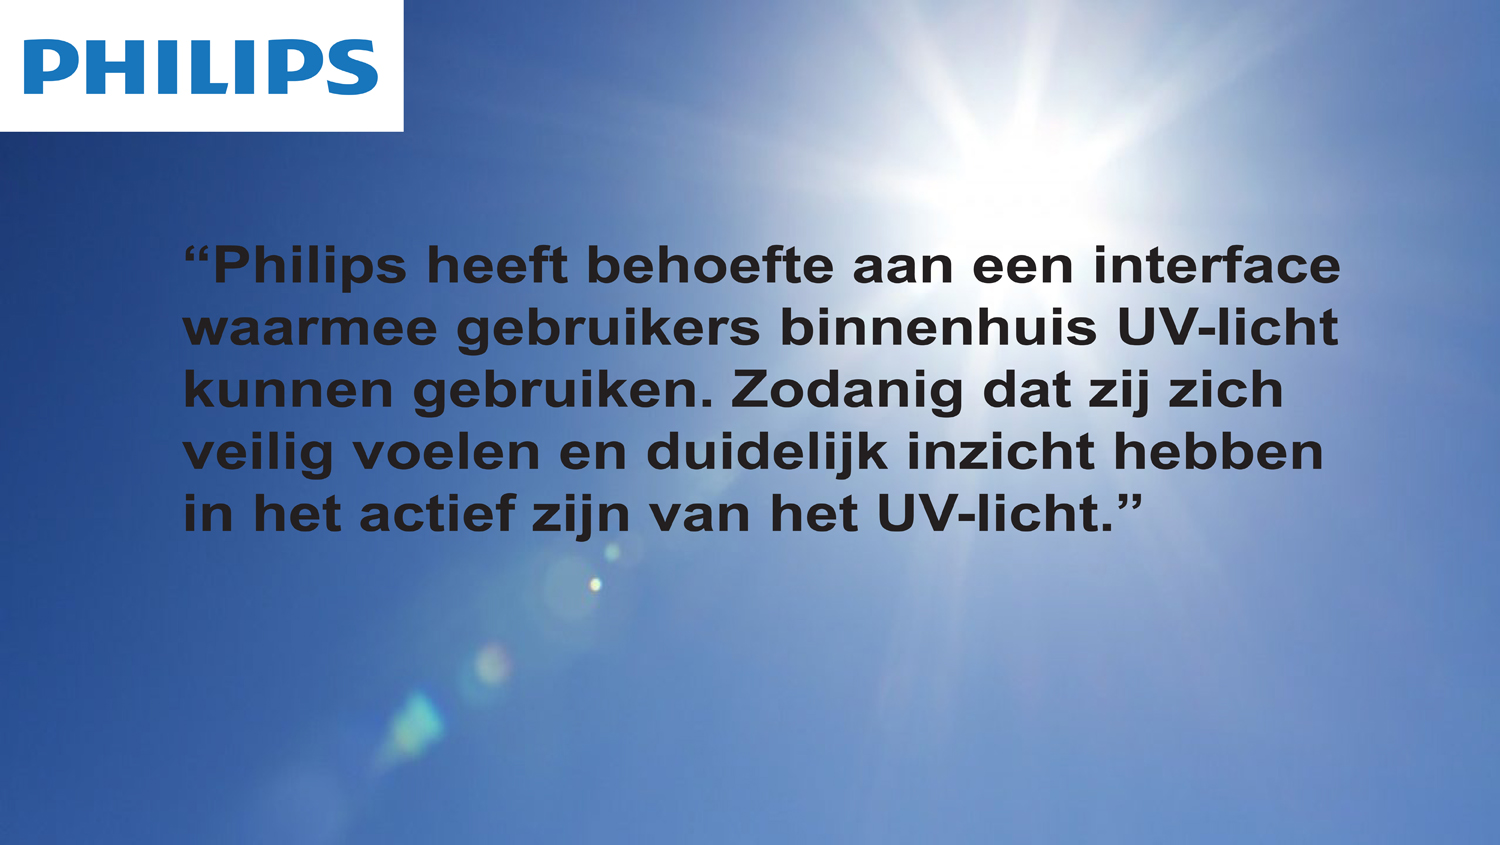 PHILIPS
“Philips heeft behoefte aan een interface
waarmee gebruikers binnenhuis UV-licht
kunnen gebruiken. Zodanig dat zij zich
veilig voelen en duidelijk inzicht hebben
in het actief zijn van het UV-licht.”